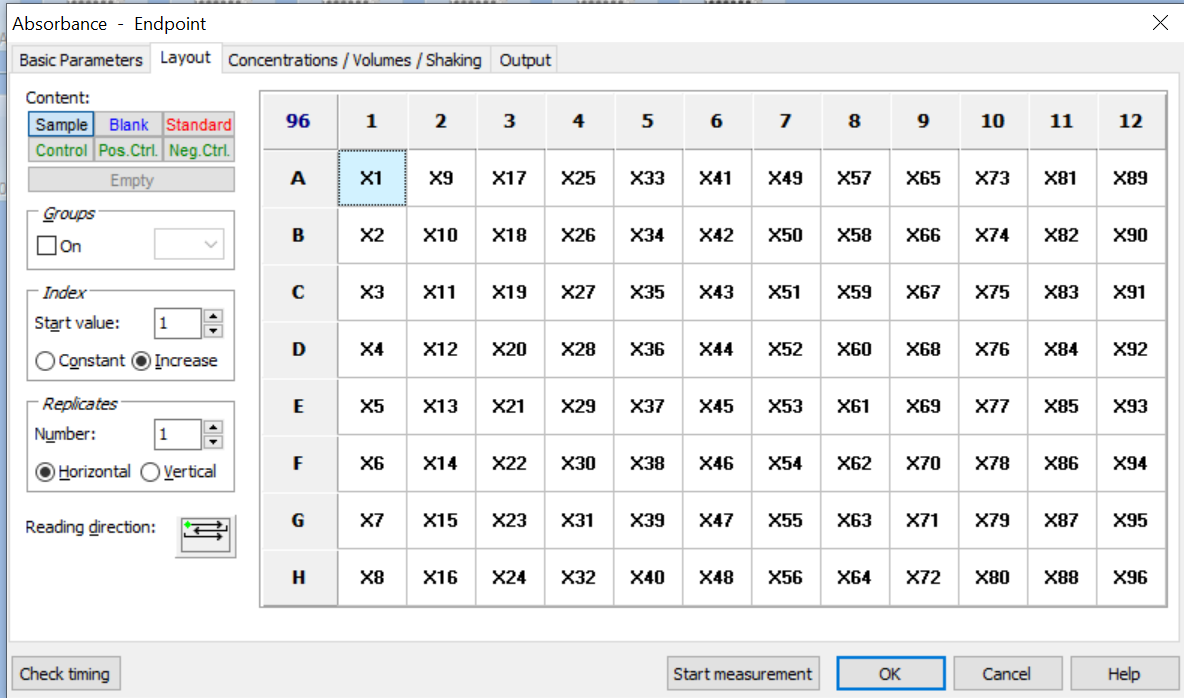 Absorbance - Endpoint
Basic Parameters Layout Concentrations / Volumes / Shaking Output
Content:
Sample Blank Standard
Control Pos.Ctrl. Neg.Ctrl.
Empty
Groups
On
Index
Start value: 1
Constant Increase
Replicates
Number: 1
Horizontal Vertical
Reading direction:
96 1 2 3 4 5 6 7 8 9 10 11 12
A X1 X9 X17 X25 X33 X41 X49 X57 X65 X73 X81 X89
B X2 X10 X18 X26 X34 X42 X50 X58 X66 X74 X82 X90
C X3 X11 X19 X27 X35 X43 X51 X59 X67 X75 X83 X91
D X4 X12 X20 X28 X36 X44 X52 X60 X68 X76 X84 X92
E X5 X13 X21 X29 X37 X45 X53 X61 X69 X77 X85 X93
F X6 X14 X22 X30 X38 X46 X54 X62 X70 X78 X86 X94
G X7 X15 X23 X31 X39 X47 X55 X63 X71 X79 X87 X95
H X8 X16 X24 X32 X40 X48 X56 X64 X72 X80 X88 X96
Check timing Start measurement OK Cancel Help